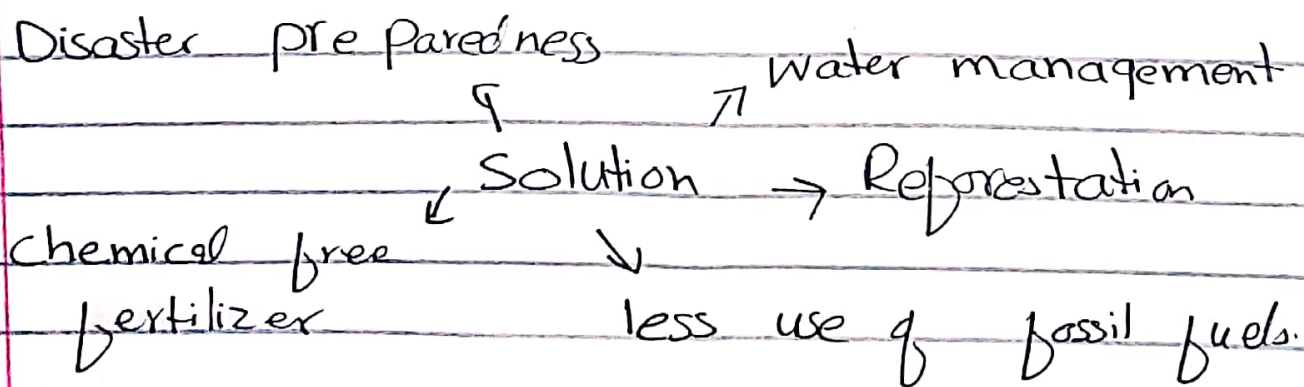 Disaster preparedness
Water management
Solution → Reforestation
Chemical free
fertilizer
less use of fossil fuels.